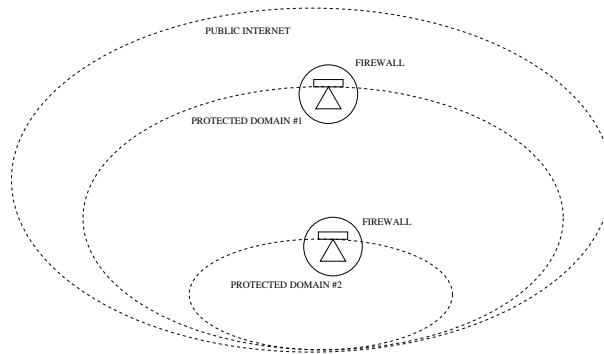 PUBLIC INTERNET
FIREWALL
PROTECTED DOMAIN #1
FIREWALL
PROTECTED DOMAIN #2